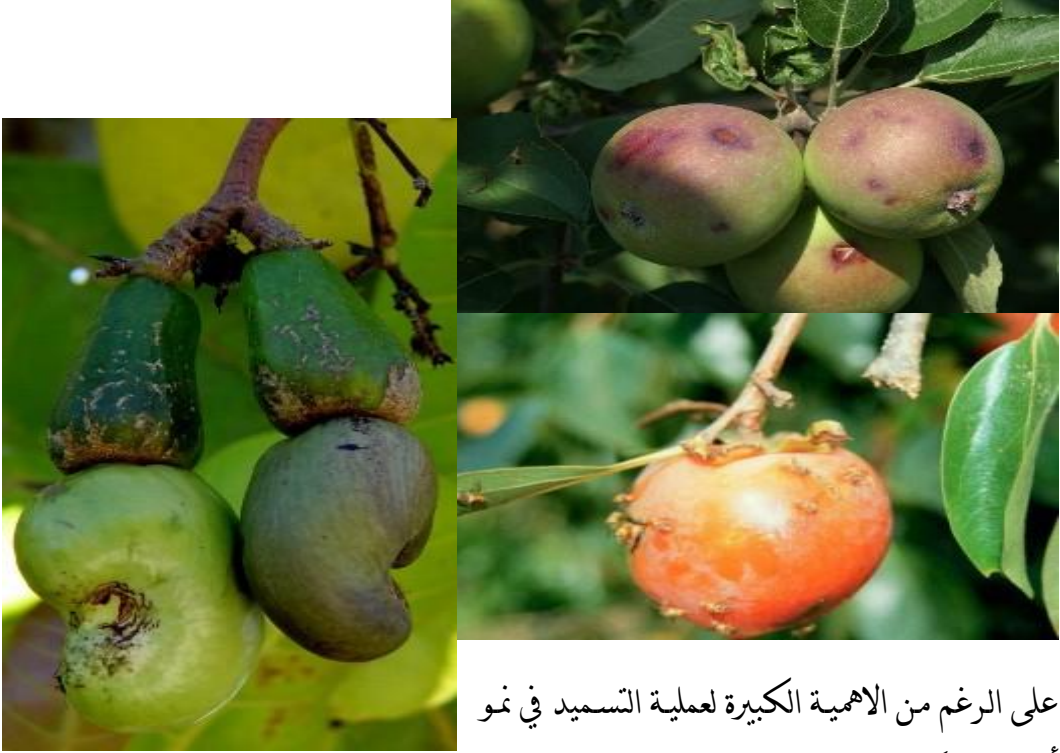 على الرغم من الاهمية الكبيرة لعملية التسميد في نمو